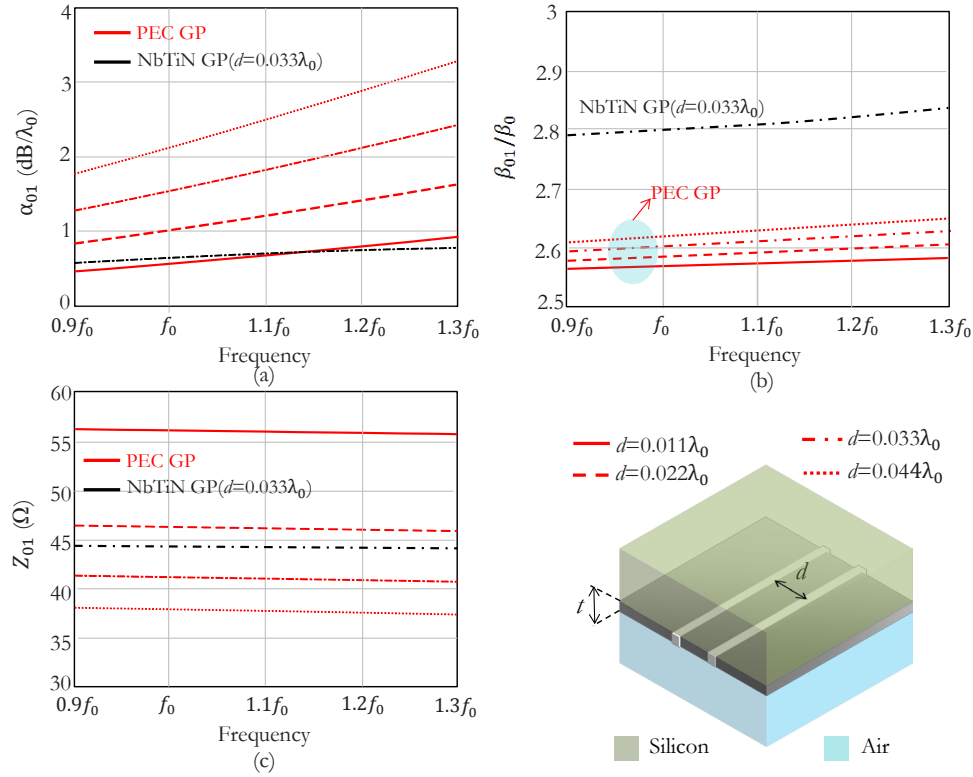 4
3
2
1
0
α₀₁ (dB/λ₀)
PEC GP
NbTiN GP(d=0.033λ₀)
0.9f₀ f₀ 1.1f₀ 1.2f₀ 1.3f₀
Frequency
(a)
3
2.9
2.8
2.7
2.6
2.5
β₀₁/β₀
NbTiN GP(d=0.033λ₀)
PEC GP
0.9f₀ f₀ 1.1f₀ 1.2f₀ 1.3f₀
Frequency
(b)
60
55
50
45
40
35
30
Z₀₁ (Ω)
PEC GP
NbTiN GP(d=0.033λ₀)
0.9f₀ f₀ 1.1f₀ 1.2f₀ 1.3f₀
Frequency
(c)
d=0.011λ₀ d=0.033λ₀
d=0.022λ₀ d=0.044λ₀
d
t
Silicon Air